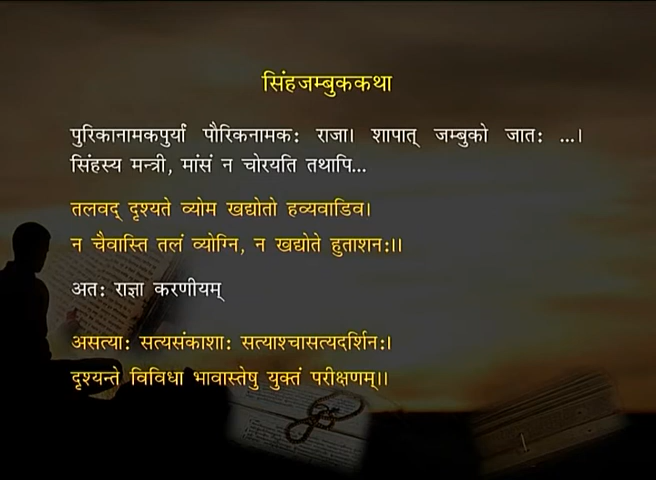 सिंहजम्बुककथा
पुरिकानामकपुर्यां पौरिकनामक: राजा। शापात् जम्बुको जात: ...।
सिंहस्य मन्त्री, मांसं न चोरयति तथापि...
तलवद् दृश्यते व्योम खद्योतो हव्यवाडिव।
न चैवास्ति तलं व्योग्नि, न खद्योते हुताशन:।।
अत: राज्ञा करणीयम्
असत्या: सत्यसंकाशा: सत्याश्चासत्यदर्शिन:।
दृश्यन्ते विविधा भावास्तेषु युक्तं परीक्षणम्।।